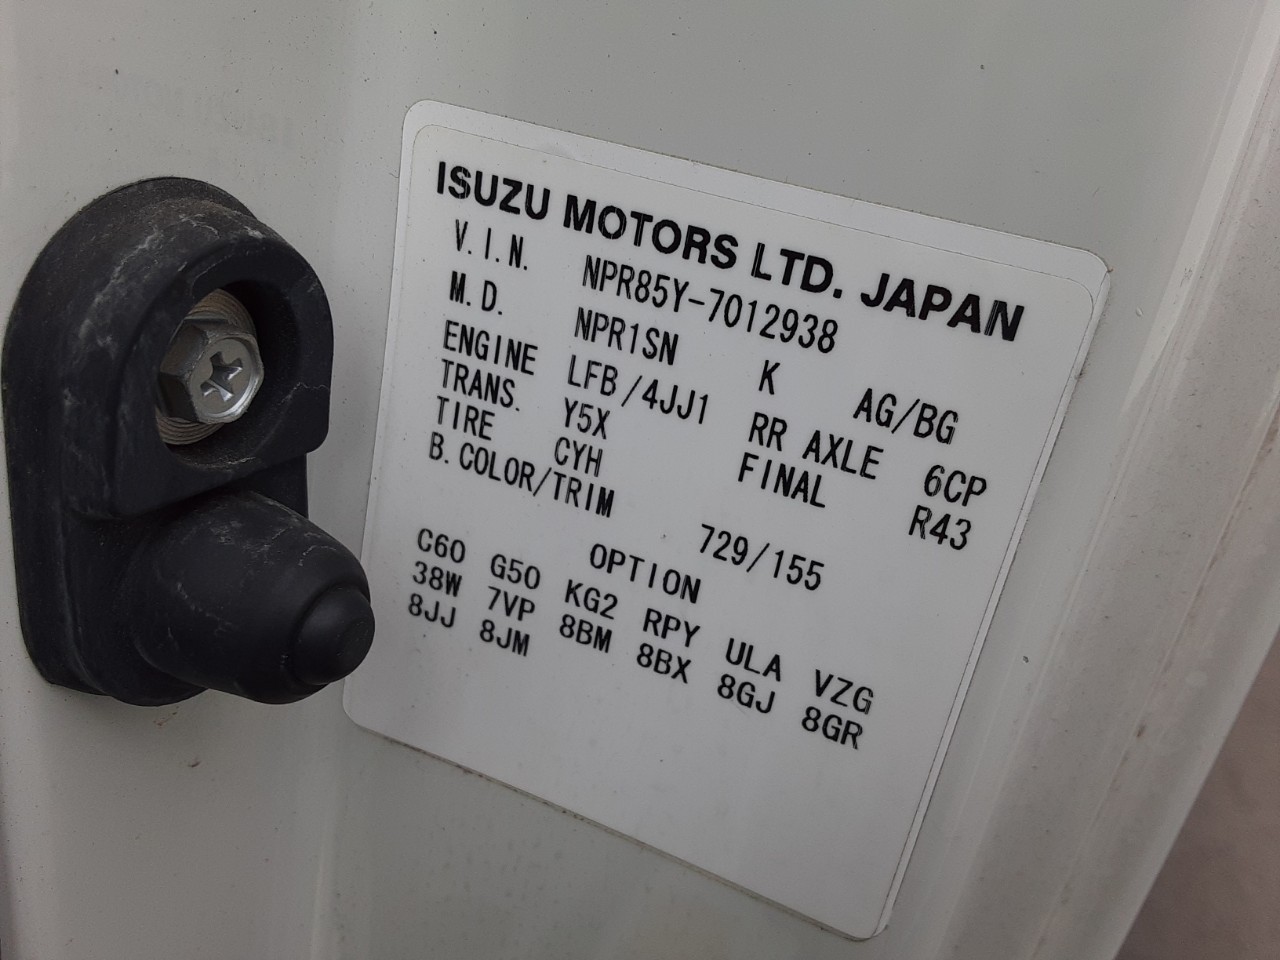 ISUZU MOTORS LTD. JAPAN
V.I.N. NPR85Y-7012938
M.D. NPR1SN K AG/BG
ENGINE LFB/4JJ1 RR AXLE 6CP
TRANS. Y5X FINAL R43
TIRE CYH
B.COLOR/TRIM 729/155
OPTION
C60 G50 KG2 RPY ULA VZG
38W 7VP 8BM 8BX 8GJ 8GR
8JJ 8JM